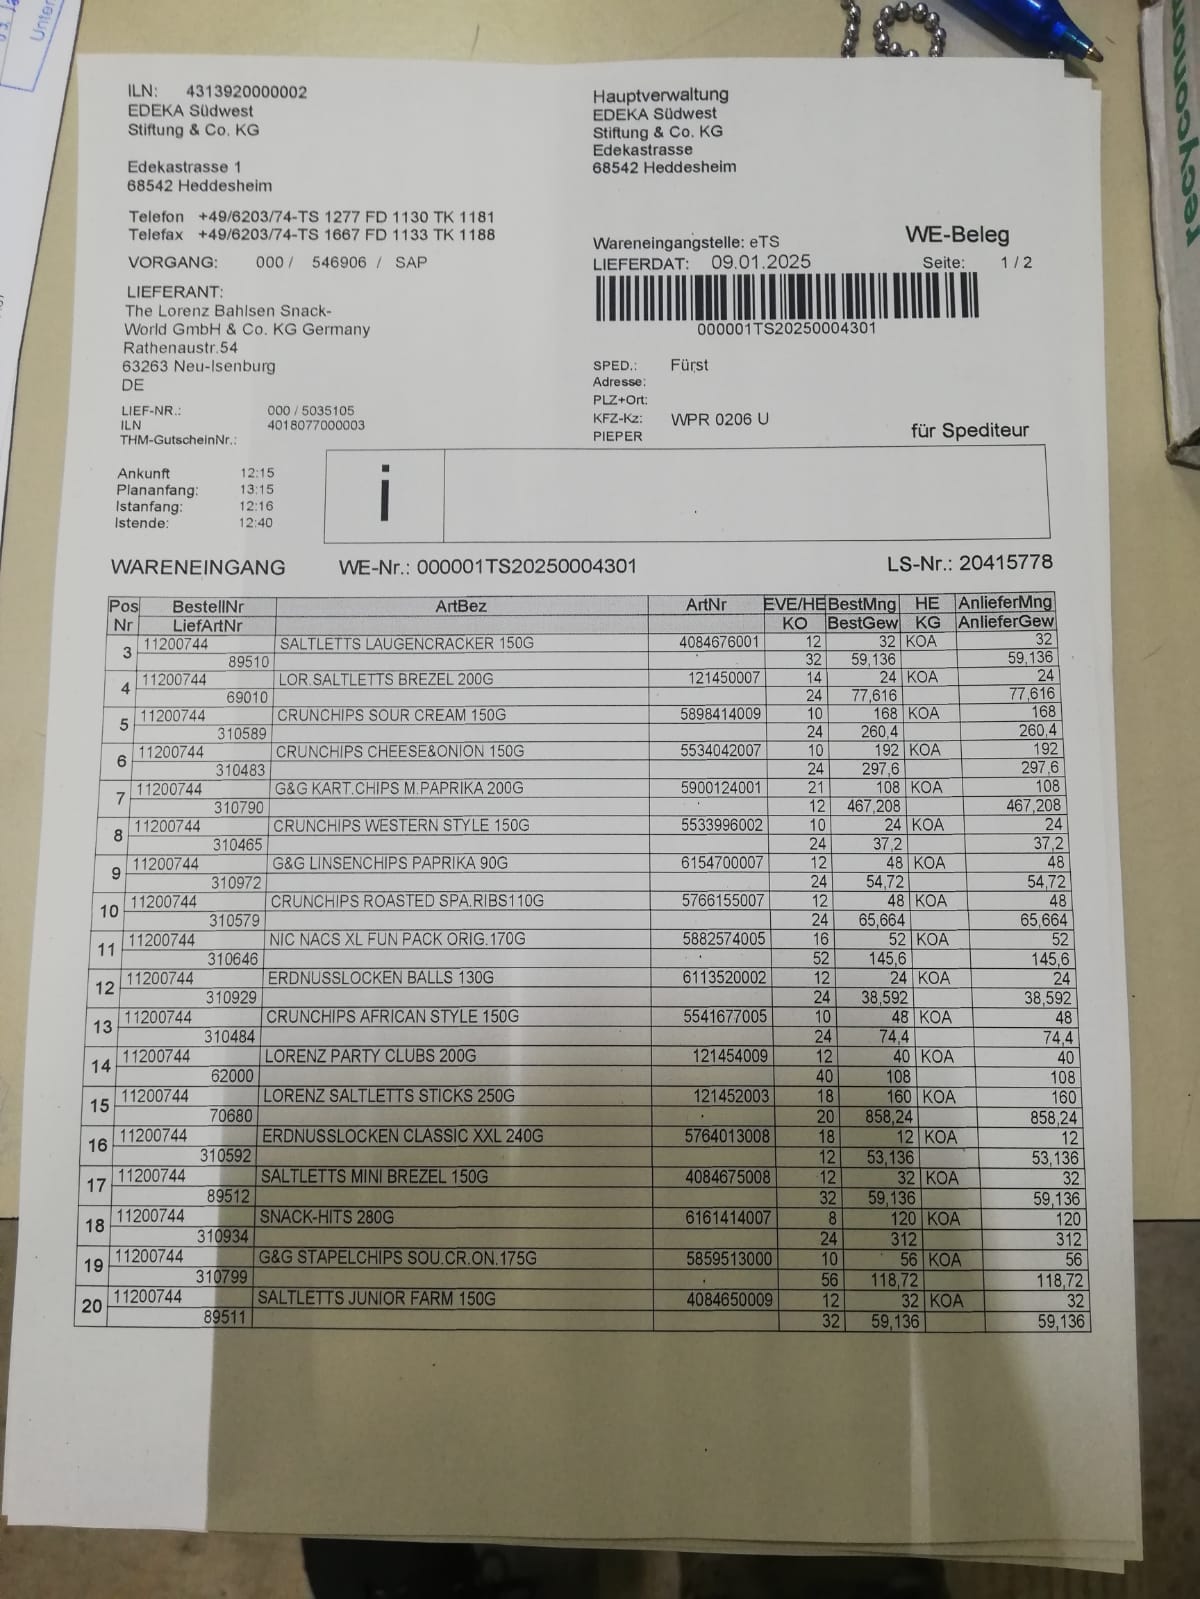 ILN: 4313920000002
EDEKA Südwest
Stiftung & Co. KG
Edekastrasse 1
68542 Heddesheim
Telefon +49/6203/74-TS 1277 FD 1130 TK 1181
Telefax +49/6203/74-TS 1667 FD 1133 TK 1188
VORGANG: 000 / 546906 / SAP
LIEFERANT:
The Lorenz Bahlsen Snack-
World GmbH & Co. KG Germany
Rathenaustr.54
63263 Neu-Isenburg
DE
LIEF-NR.: 000 / 5035105
ILN 4018077000003
THM-GutscheinNr.:
Ankunft 12:15
Plananfang: 13:15
Istanfang: 12:16
Istende: 12:40
Hauptverwaltung
EDEKA Südwest
Stiftung & Co. KG
Edekastrasse
68542 Heddesheim
WE-Beleg
Wareneingangstelle: eTS
LIEFERDAT: 09.01.2025 Seite: 1 / 2
000001TS20250004301
SPED.: Fürst
Adresse:
PLZ+Ort:
KFZ-Kz: WPR 0206 U
PIEPER
für Spediteur
i
WARENEINGANG WE-Nr.: 000001TS20250004301 LS-Nr.: 20415778
Pos BestellNr ArtBez ArtNr EVE/HE BestMng HE AnlieferMng
Nr LiefArtNr KO BestGew KG AnlieferGew
3 11200744 SALTLETTS LAUGENCRACKER 150G 4084676001 12 32 KOA 32
89510 32 59,136 59,136
4 11200744 LOR.SALTLETTS BREZEL 200G 121450007 14 24 KOA 24
69010 24 77,616 77,616
5 11200744 CRUNCHIPS SOUR CREAM 150G 5898414009 10 168 KOA 168
310589 24 260,4 260,4
6 11200744 CRUNCHIPS CHEESE&ONION 150G 5534042007 10 192 KOA 192
310483 24 297,6 297,6
7 11200744 G&G KART.CHIPS M.PAPRIKA 200G 5900124001 21 108 KOA 108
310790 12 467,208 467,208
8 11200744 CRUNCHIPS WESTERN STYLE 150G 5533996002 10 24 KOA 24
310465 24 37,2 37,2
9 11200744 G&G LINSENCHIPS PAPRIKA 90G 6154700007 12 48 KOA 48
310972 24 54,72 54,72
10 11200744 CRUNCHIPS ROASTED SPA.RIBS110G 5766155007 12 48 KOA 48
310579 24 65,664 65,664
11 11200744 NIC NACS XL FUN PACK ORIG.170G 5882574005 16 52 KOA 52
310646 52 145,6 145,6
12 11200744 ERDNUSSLOCKEN BALLS 130G 6113520002 12 24 KOA 24
310929 24 38,592 38,592
13 11200744 CRUNCHIPS AFRICAN STYLE 150G 5541677005 10 48 KOA 48
310484 24 74,4 74,4
14 11200744 LORENZ PARTY CLUBS 200G 121454009 12 40 KOA 40
62000 40 108 108
15 11200744 LORENZ SALTLETTS STICKS 250G 121452003 18 160 KOA 160
70680 20 858,24 858,24
16 11200744 ERDNUSSLOCKEN CLASSIC XXL 240G 5764013008 18 12 KOA 12
310592 12 53,136 53,136
17 11200744 SALTLETTS MINI BREZEL 150G 4084675008 12 32 KOA 32
89512 32 59,136 59,136
18 11200744 SNACK-HITS 280G 6161414007 8 120 KOA 120
310934 24 312 312
19 11200744 G&G STAPELCHIPS SOU.CR.ON.175G 5859513000 10 56 KOA 56
310799 56 118,72 118,72
20 11200744 SALTLETTS JUNIOR FARM 150G 4084650009 12 32 KOA 32
89511 32 59,136 59,136